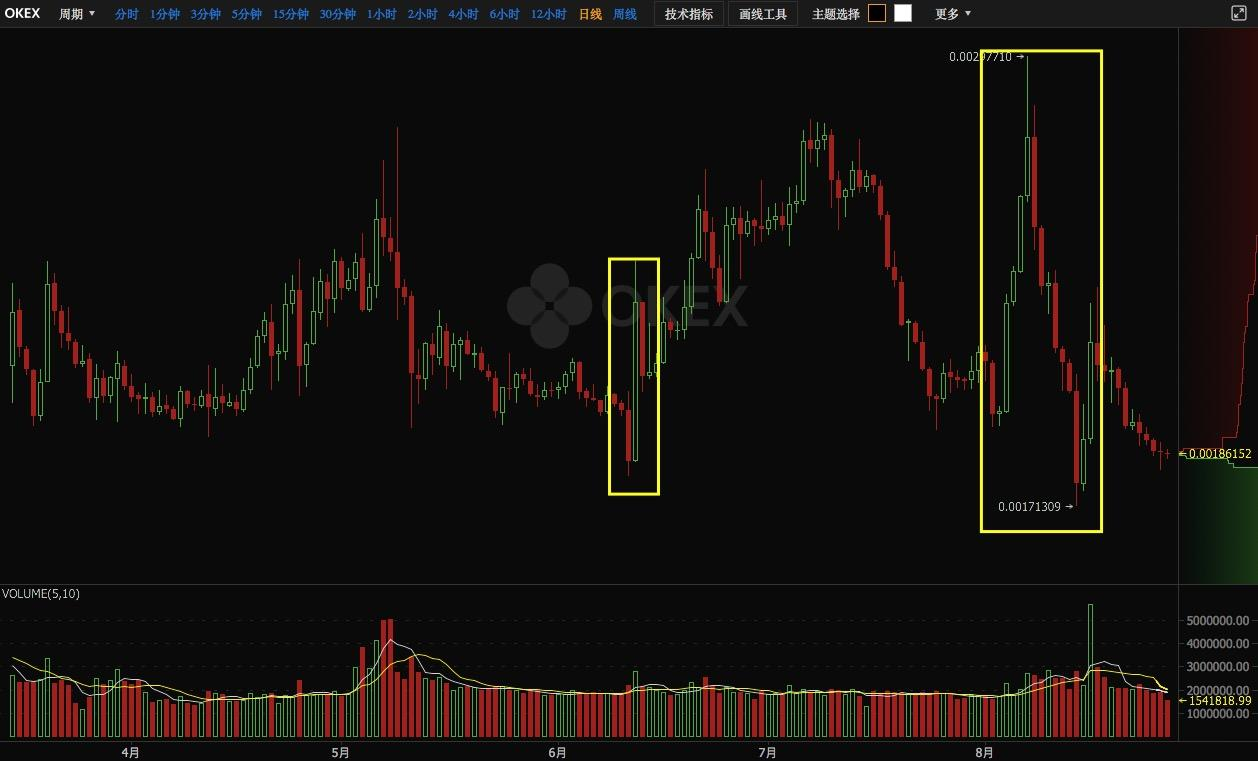 OKEX 周期 分时 1分钟 3分钟 5分钟 15分钟 30分钟 1小时 2小时 4小时 6小时 12小时 日线 周线 技术指标 画线工具 主题选择 更多
0.00297710
OKEX
0.00186152
0.00171309
VOLUME(5,10)
5000000.00
4000000.00
3000000.00
2000000.00
1541818.99
1000000.00
4月 5月 6月 7月 8月